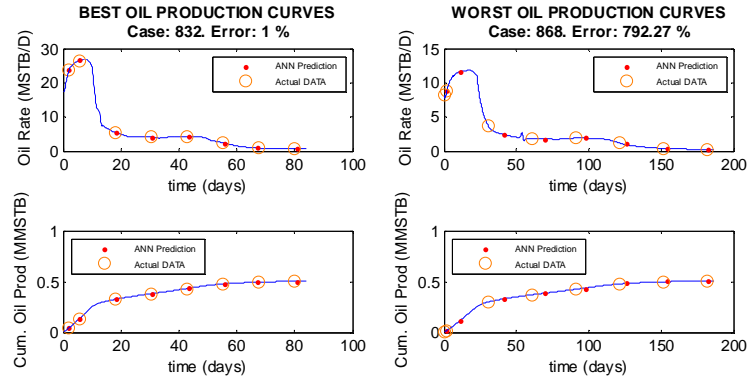 BEST OIL PRODUCTION CURVES
Case: 832. Error: 1 %
30
20
10
0
Oil Rate (MSTB/D)
ANN Prediction
Actual DATA
0
20
40
60
80
100
time (days)
WORST OIL PRODUCTION CURVES
Case: 868. Error: 792.27 %
15
10
5
0
Oil Rate (MSTB/D)
ANN Prediction
Actual DATA
0
50
100
150
200
time (days)
1
0.5
0
Cum. Oil Prod (MMSTB)
ANN Prediction
Actual DATA
0
20
40
60
80
100
time (days)
1
0.5
0
Cum. Oil Prod (MMSTB)
ANN Prediction
Actual DATA
0
50
100
150
200
time (days)